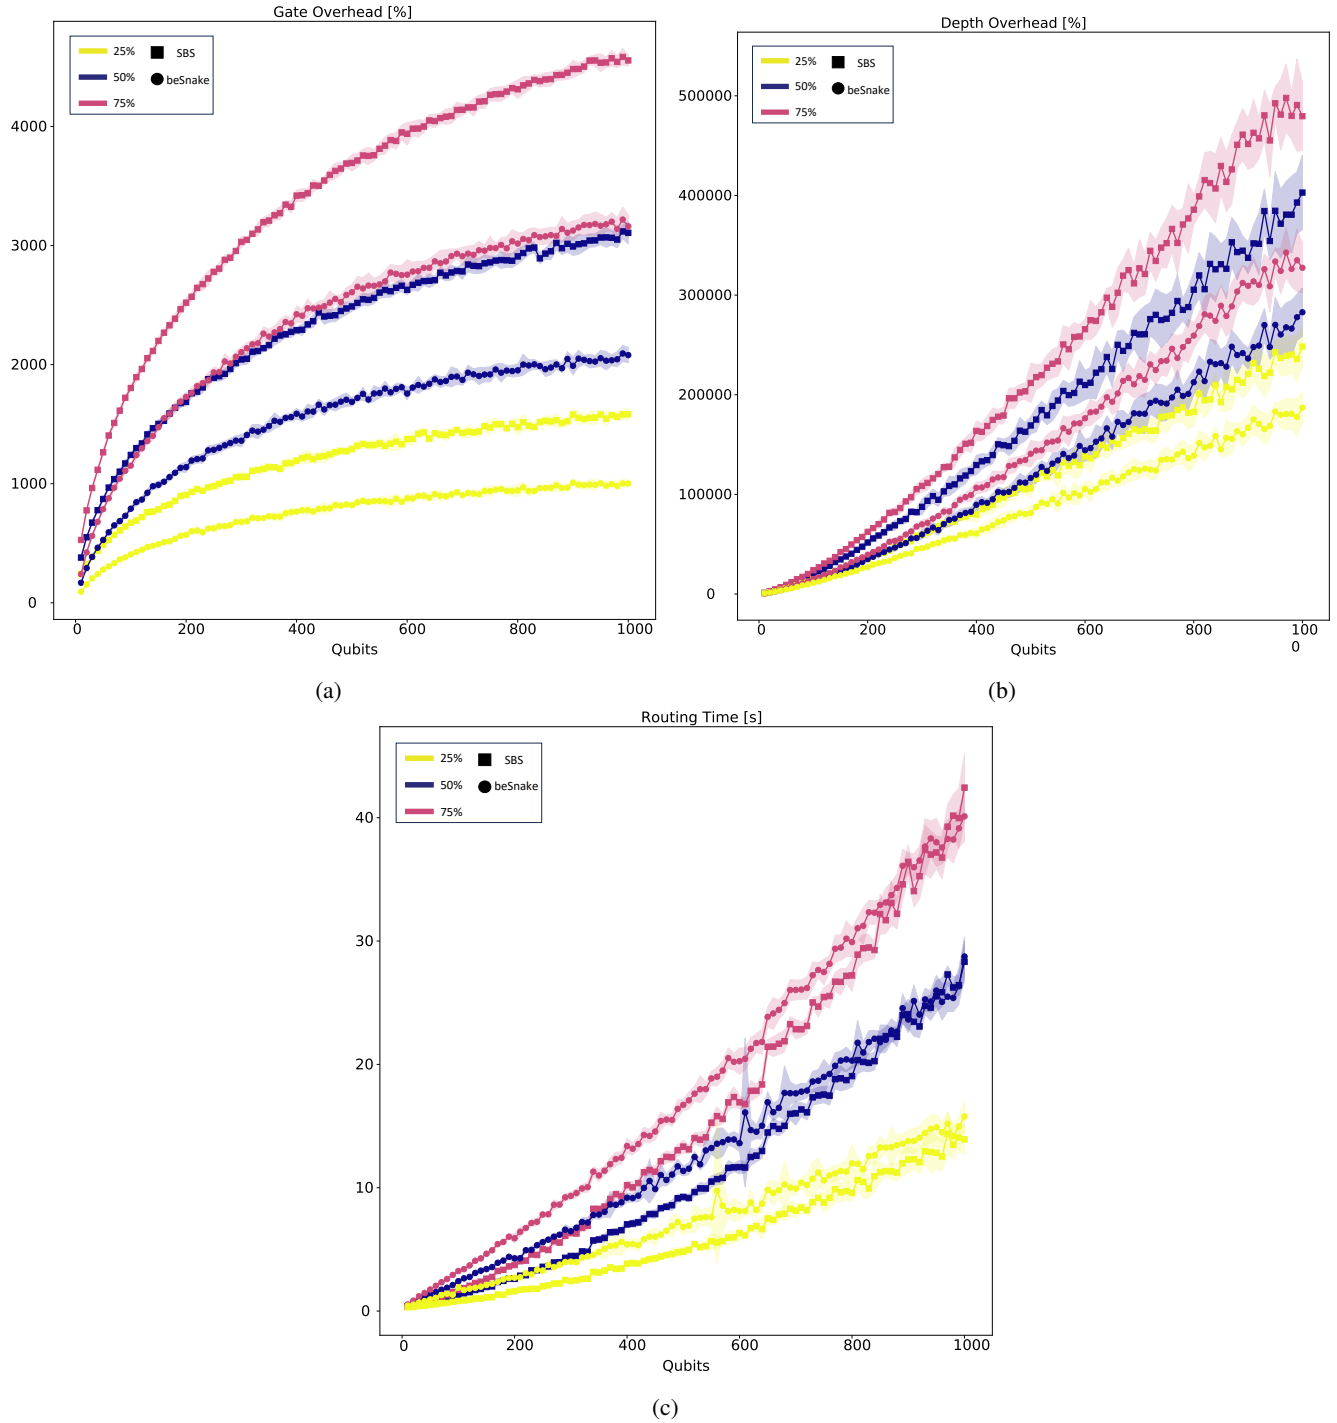 Gate Overhead [%]
25% SBS
50% beSnake
75%
4000
3000
2000
1000
0
0 200 400 600 800 1000
Qubits
(a)
Depth Overhead [%]
25% SBS
50% beSnake
75%
500000
400000
300000
200000
100000
0
0 200 400 600 800 100
0
Qubits
(b)
Routing Time [s]
25% SBS
50% beSnake
75%
40
30
20
10
0
0 200 400 600 800 1000
Qubits
(c)